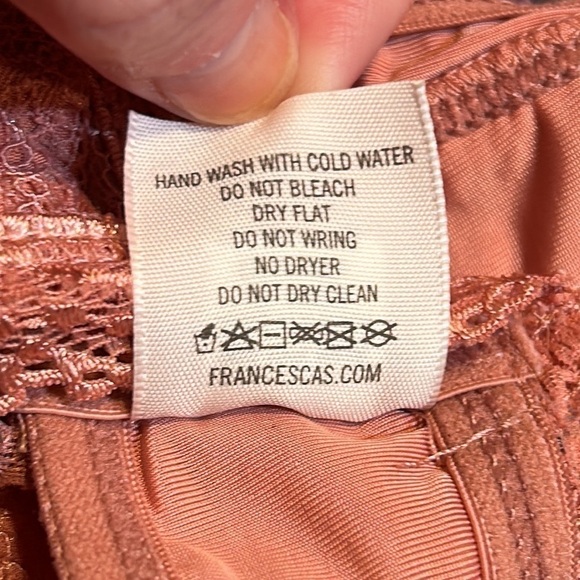 HAND WASH WITH COLD WATER
DO NOT BLEACH
DRY FLAT
DO NOT WRING
NO DRYER
DO NOT DRY CLEAN
FRANCESCAS.COM